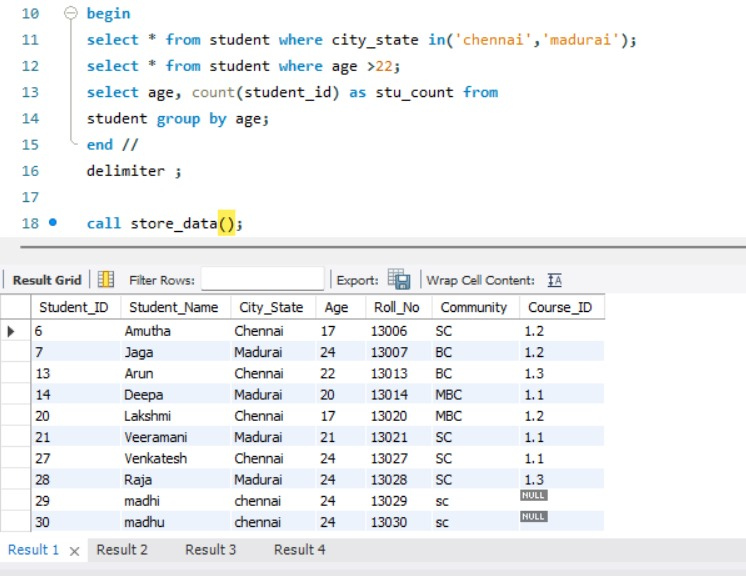 10 begin
11 select * from student where city_state in('chennai','madurai');
12 select * from student where age >22;
13 select age, count(student_id) as stu_count from
14 student group by age;
15 end //
16 delimiter ;
17
18 call store_data();
Result Grid Filter Rows: Export: Wrap Cell Content: IA
Student_ID Student_Name City_State Age Roll_No Community Course_ID
6 Amutha Chennai 17 13006 SC 1.2
7 Jaga Madurai 24 13007 BC 1.2
13 Arun Chennai 22 13013 BC 1.3
14 Deepa Madurai 20 13014 MBC 1.1
20 Lakshmi Chennai 17 13020 MBC 1.2
21 Veeramani Madurai 21 13021 SC 1.1
27 Venkatesh Chennai 24 13027 SC 1.1
28 Raja Madurai 24 13028 SC 1.3
29 madhi chennai 24 13029 sc NULL
30 madhu chennai 24 13030 sc NULL
Result 1 x Result 2 Result 3 Result 4